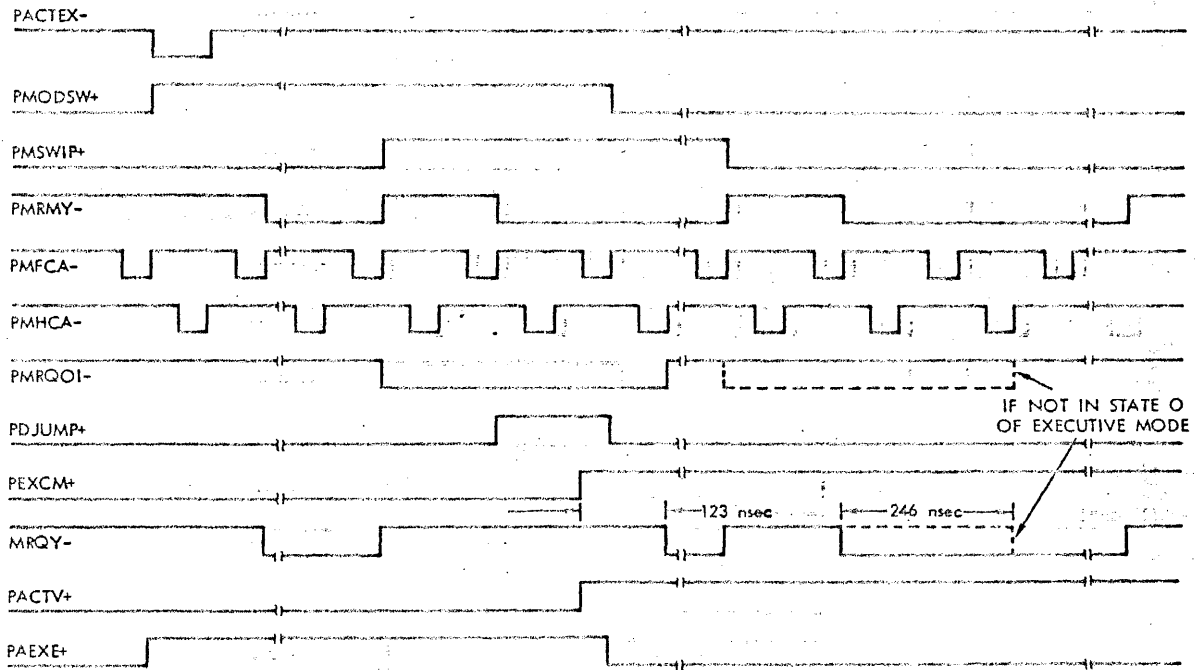 PACTEX-
PMODSW+
PMSWIP+
PMRMY-
PMFCA-
PMHCA-
PMRQOI-
IF NOT IN STATE O
OF EXECUTIVE MODE
PDJUMP+
PEXCM+
123 nsec
246 nsec
MRQY-
PACTV+
PAEXE+